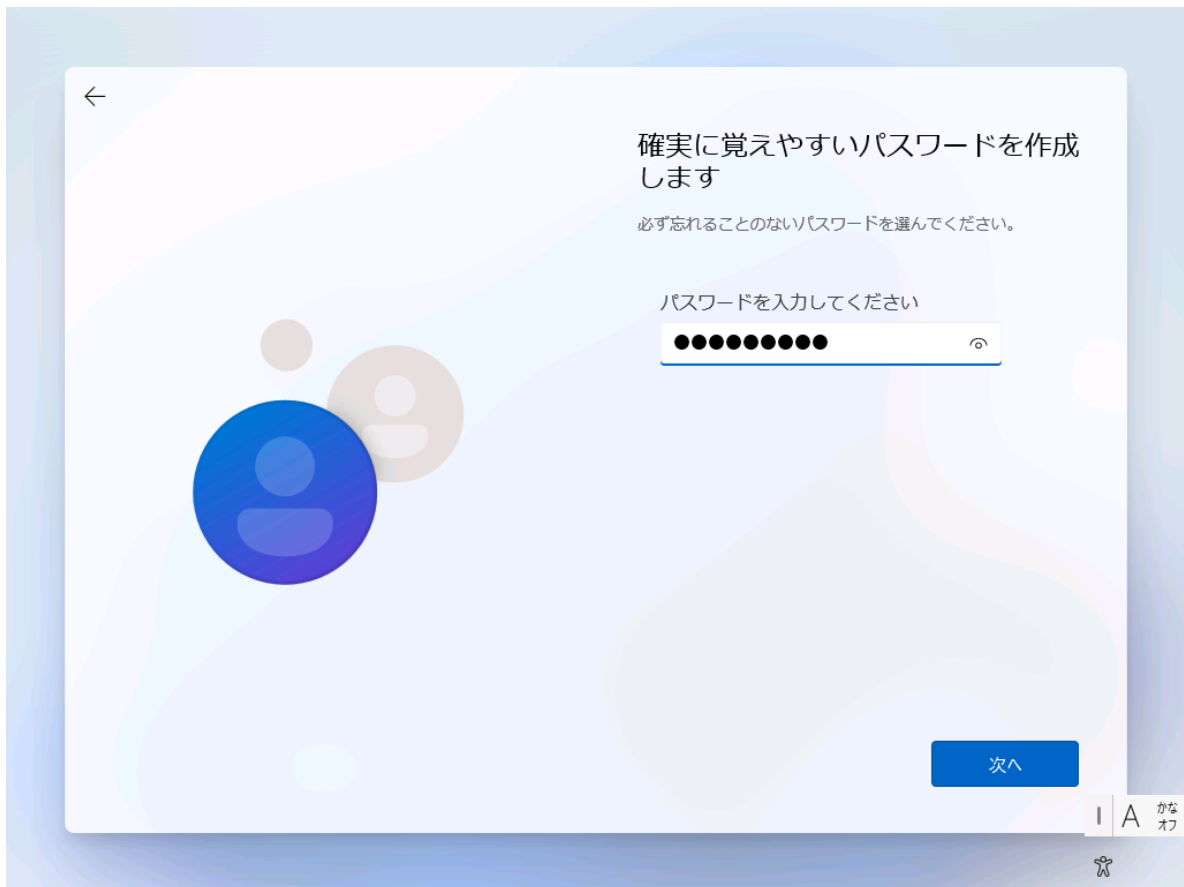 確実に覚えやすいパスワードを作成
します
必ず忘れることのないパスワードを選んでください。
パスワードを入力してください
●●●●●●●●●
次へ
A
かな
オフ